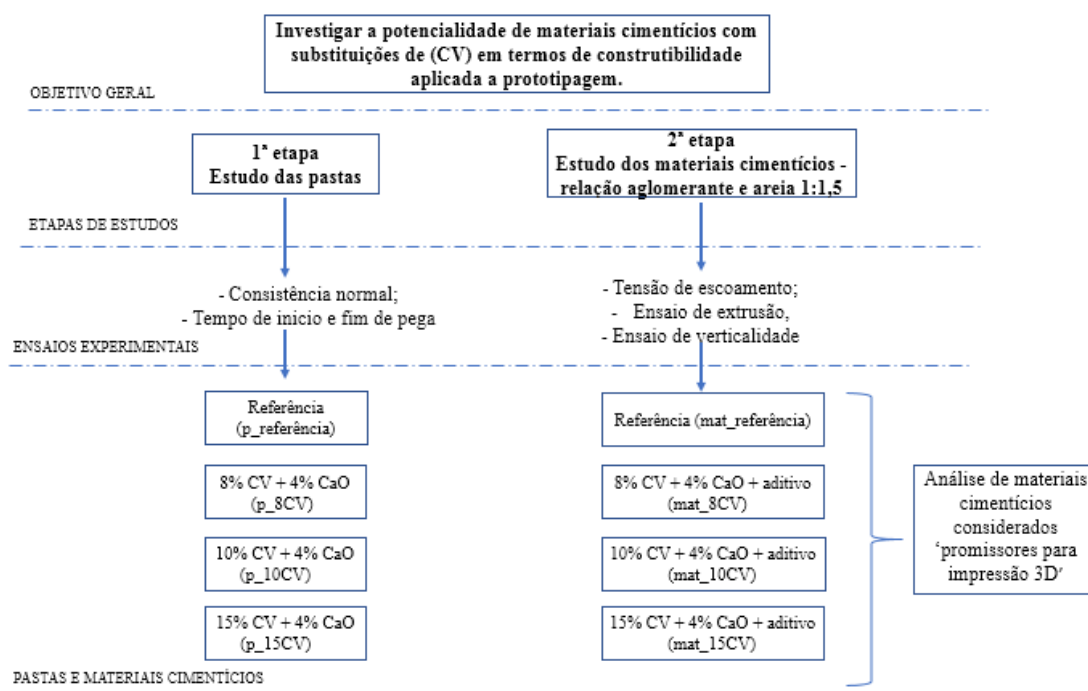 Investigar a potencialidade de materiais cimentícios com
substituições de (CV) em termos de construtibilidade
aplicada a prototipagem.
OBJETIVO GERAL
1ª etapa
Estudo das pastas
2ª etapa
Estudo dos materiais cimentícios -
relação aglomerante e areia 1:1,5
ETAPAS DE ESTUDOS
- Consistência normal;
- Tempo de inicio e fim de pega
- Tensão de escoamento;
- Ensaio de extrusão,
- Ensaio de verticalidade
ENSAIOS EXPERIMENTAIS
Referência
(p_referência)
Referência (mat_referência)
8% CV + 4% CaO
(p_8CV)
8% CV + 4% CaO + aditivo
(mat_8CV)
10% CV + 4% CaO
(p_10CV)
10% CV + 4% CaO + aditivo
(mat_10CV)
15% CV + 4% CaO
(p_15CV)
15% CV + 4% CaO + aditivo
(mat_15CV)
Análise de materiais
cimentícios
considerados
‘promissores para
impressão 3D’
PASTAS E MATERIAIS CIMENTÍCIOS